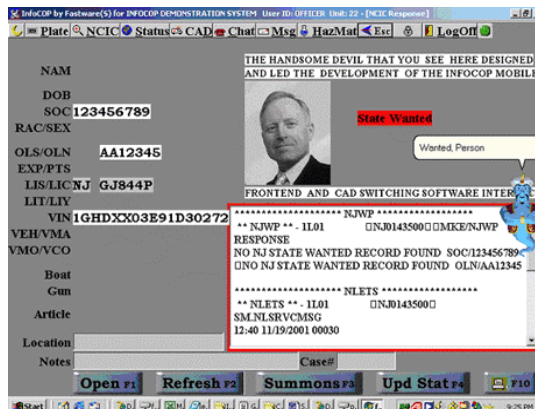 InfoCOP by Fastware(S) for INFOCOP DEMONSTRATION SYSTEM User ID: OFFICER Unit: 22 - [NCIC Response]
Plate NCIC Status CAD Chat Msg HazMat Esc LogOff
THE HANDSOME DEVIL THAT YOU SEE HERE DESIGNED
NAM AND LED THE DEVELOPMENT OF THE INFOCOP MOBILE
DOB
SOC 123456789
State Wanted
RAC/SEX
Wanted, Person
OLS/OLN AA12345
EXP/PTS
LIS/LIC NJ GJ844P
LIT/LIY FRONTEND AND CAD SWITCHING SOFTWARE
VIN 1GHDXX03E91D30272
******************** NJWP ******************
VEH/VMA ** NJWP ** - 1L01 NJ0143500 MKE/NJWP
RESPONSE
VMO/VCO NO NJ STATE WANTED RECORD FOUND SOC/123456789
NO NJ STATE WANTED RECORD FOUND OLN/AA12345
Boat
Gun ******************** NLETS ******************
** NLETS ** - 1L01 NJ0143500
Article SM.NLSRVCMSG
12:40 11/19/2001 00030
Location
Notes Case#
Open F1 Refresh F2 Summons F3 Upd Stat F4 F10
Start 9:25 PM